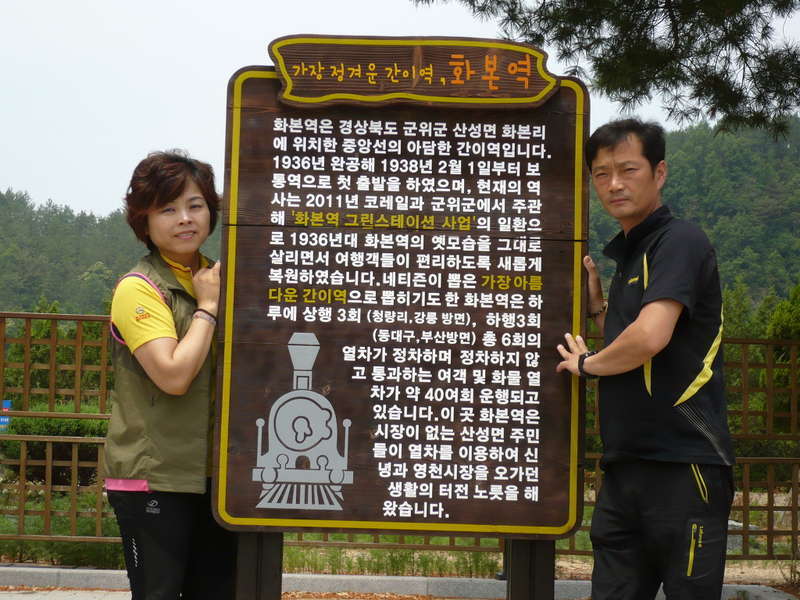 가장 정겨운 간이역, 화본역
화본역은 경상북도 군위군 산성면 화본리
에 위치한 중앙선의 아담한 간이역입니다.
1936년 완공해 1938년 2월 1일부터 보
통역으로 첫 출발을 하였으며, 현재의 역
사는 2011년 코레일과 군위군에서 주관
해 '화본역 그린스테이션 사업'의 일환으
로 1936년대 화본역의 옛모습을 그대로
살리면서 여행객들이 편리하도록 새롭게
복원하였습니다.네티즌이 뽑은 가장 아름
다운 간이역으로 뽑히기도 한 화본역은 하
루에 상행 3회 (청량리,강릉 방면), 하행3회
(동대구,부산방면) 총 6회의
열차가 정차하며 정차하지 않
고 통과하는 여객 및 화물 열
차가 약 40여회 운행되고
있습니다.이 곳 화본역은
시장이 없는 산성면 주민
들이 열차를 이용하여 신
녕과 영천시장을 오가던
생활의 터전 노릇을 해
왔습니다.